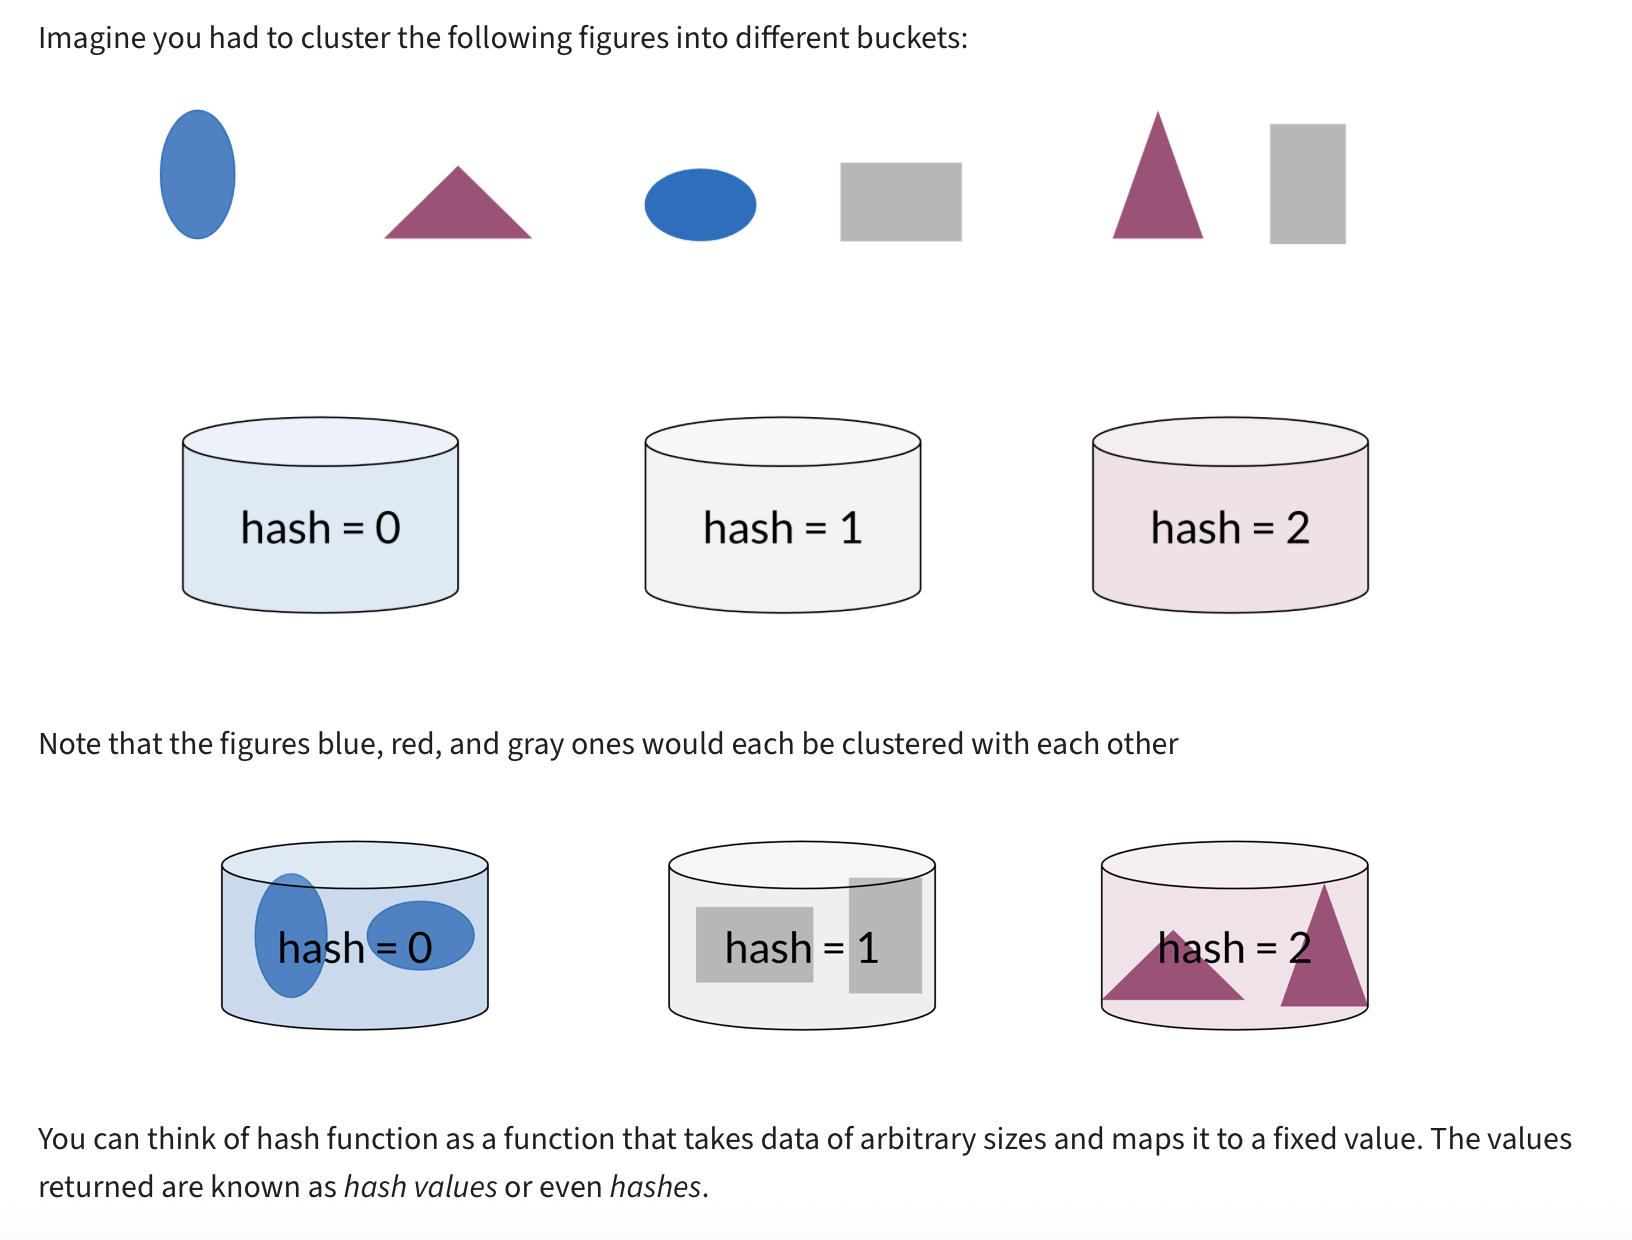 Imagine you had to cluster the following figures into different buckets:
hash = 0
hash = 1
hash = 2
Note that the figures blue, red, and gray ones would each be clustered with each other
hash = 0
hash = 1
hash = 2
You can think of hash function as a function that takes data of arbitrary sizes and maps it to a fixed value. The values
returned are known as hash values or even hashes.